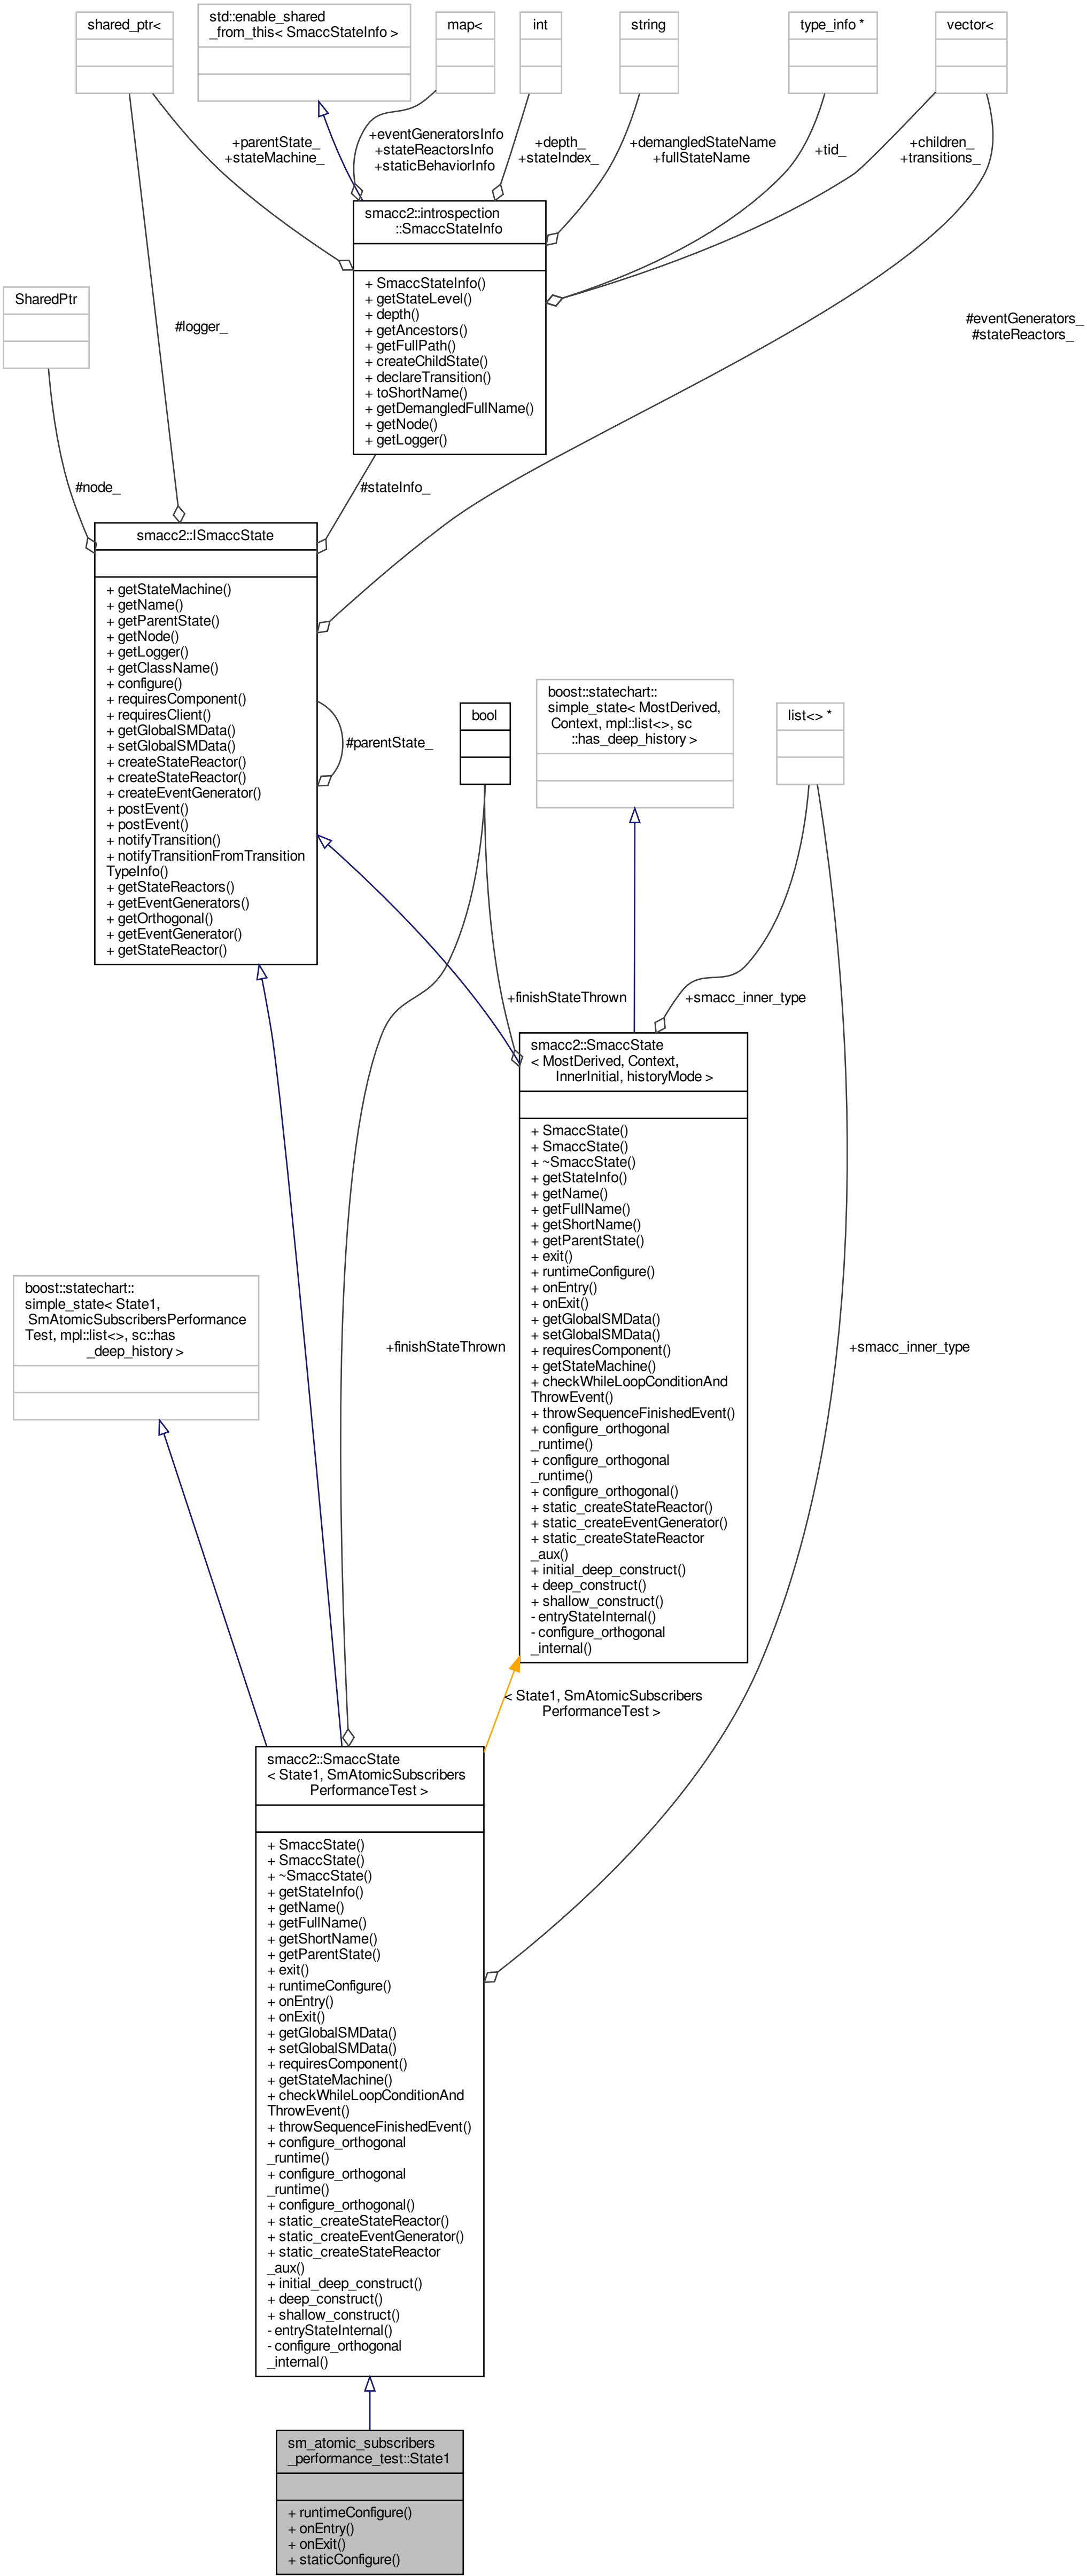 shared_ptr<
std::enable_shared
_from_this< SmaccStateInfo >
map<
int
string
type_info *
vector<
+parentState_
+stateMachine_
+eventGeneratorsInfo
+stateReactorsInfo
+staticBehaviorInfo
+depth_
+stateIndex_
+demangledStateName
+fullStateName
+tid_
+children_
+transitions_
smacc2::introspection
::SmaccStateInfo
+ SmaccStateInfo()
+ getStateLevel()
+ depth()
+ getAncestors()
+ getFullPath()
+ createChildState()
+ declareTransition()
+ toShortName()
+ getDemangledFullName()
+ getNode()
+ getLogger()
SharedPtr
#logger_
#eventGenerators_
#stateReactors_
#node_
#stateInfo_
smacc2::ISmaccState
+ getStateMachine()
+ getName()
+ getParentState()
+ getNode()
+ getLogger()
+ getClassName()
+ configure()
+ requiresComponent()
+ requiresClient()
+ getGlobalSMData()
+ setGlobalSMData()
+ createStateReactor()
+ createStateReactor()
+ createEventGenerator()
+ postEvent()
+ postEvent()
+ notifyTransition()
+ notifyTransitionFromTransition
TypeInfo()
+ getStateReactors()
+ getEventGenerators()
+ getOrthogonal()
+ getEventGenerator()
+ getStateReactor()
#parentState_
bool
boost::statechart::
simple_state< MostDerived,
Context, mpl::list<>, sc
::has_deep_history >
list<> *
+finishStateThrown
+smacc_inner_type
smacc2::SmaccState
< MostDerived, Context,
InnerInitial, historyMode >
+ SmaccState()
+ SmaccState()
+ ~SmaccState()
+ getStateInfo()
+ getName()
+ getFullName()
+ getShortName()
+ getParentState()
+ exit()
+ runtimeConfigure()
+ onEntry()
+ onExit()
+ getGlobalSMData()
+ setGlobalSMData()
+ requiresComponent()
+ getStateMachine()
+ checkWhileLoopConditionAnd
ThrowEvent()
+ throwSequenceFinishedEvent()
+ configure_orthogonal
_runtime()
+ configure_orthogonal
_runtime()
+ configure_orthogonal()
+ static_createStateReactor()
+ static_createEventGenerator()
+ static_createStateReactor
_aux()
+ initial_deep_construct()
+ deep_construct()
+ shallow_construct()
- entryStateInternal()
- configure_orthogonal
_internal()
boost::statechart::
simple_state< State1,
SmAtomicSubscribersPerformance
Test, mpl::list<>, sc::has
_deep_history >
+finishStateThrown
+smacc_inner_type
< State1, SmAtomicSubscribers
PerformanceTest >
smacc2::SmaccState
< State1, SmAtomicSubscribers
PerformanceTest >
+ SmaccState()
+ SmaccState()
+ ~SmaccState()
+ getStateInfo()
+ getName()
+ getFullName()
+ getShortName()
+ getParentState()
+ exit()
+ runtimeConfigure()
+ onEntry()
+ onExit()
+ getGlobalSMData()
+ setGlobalSMData()
+ requiresComponent()
+ getStateMachine()
+ checkWhileLoopConditionAnd
ThrowEvent()
+ throwSequenceFinishedEvent()
+ configure_orthogonal
_runtime()
+ configure_orthogonal
_runtime()
+ configure_orthogonal()
+ static_createStateReactor()
+ static_createEventGenerator()
+ static_createStateReactor
_aux()
+ initial_deep_construct()
+ deep_construct()
+ shallow_construct()
- entryStateInternal()
- configure_orthogonal
_internal()
sm_atomic_subscribers
_performance_test::State1
+ runtimeConfigure()
+ onEntry()
+ onExit()
+ staticConfigure()